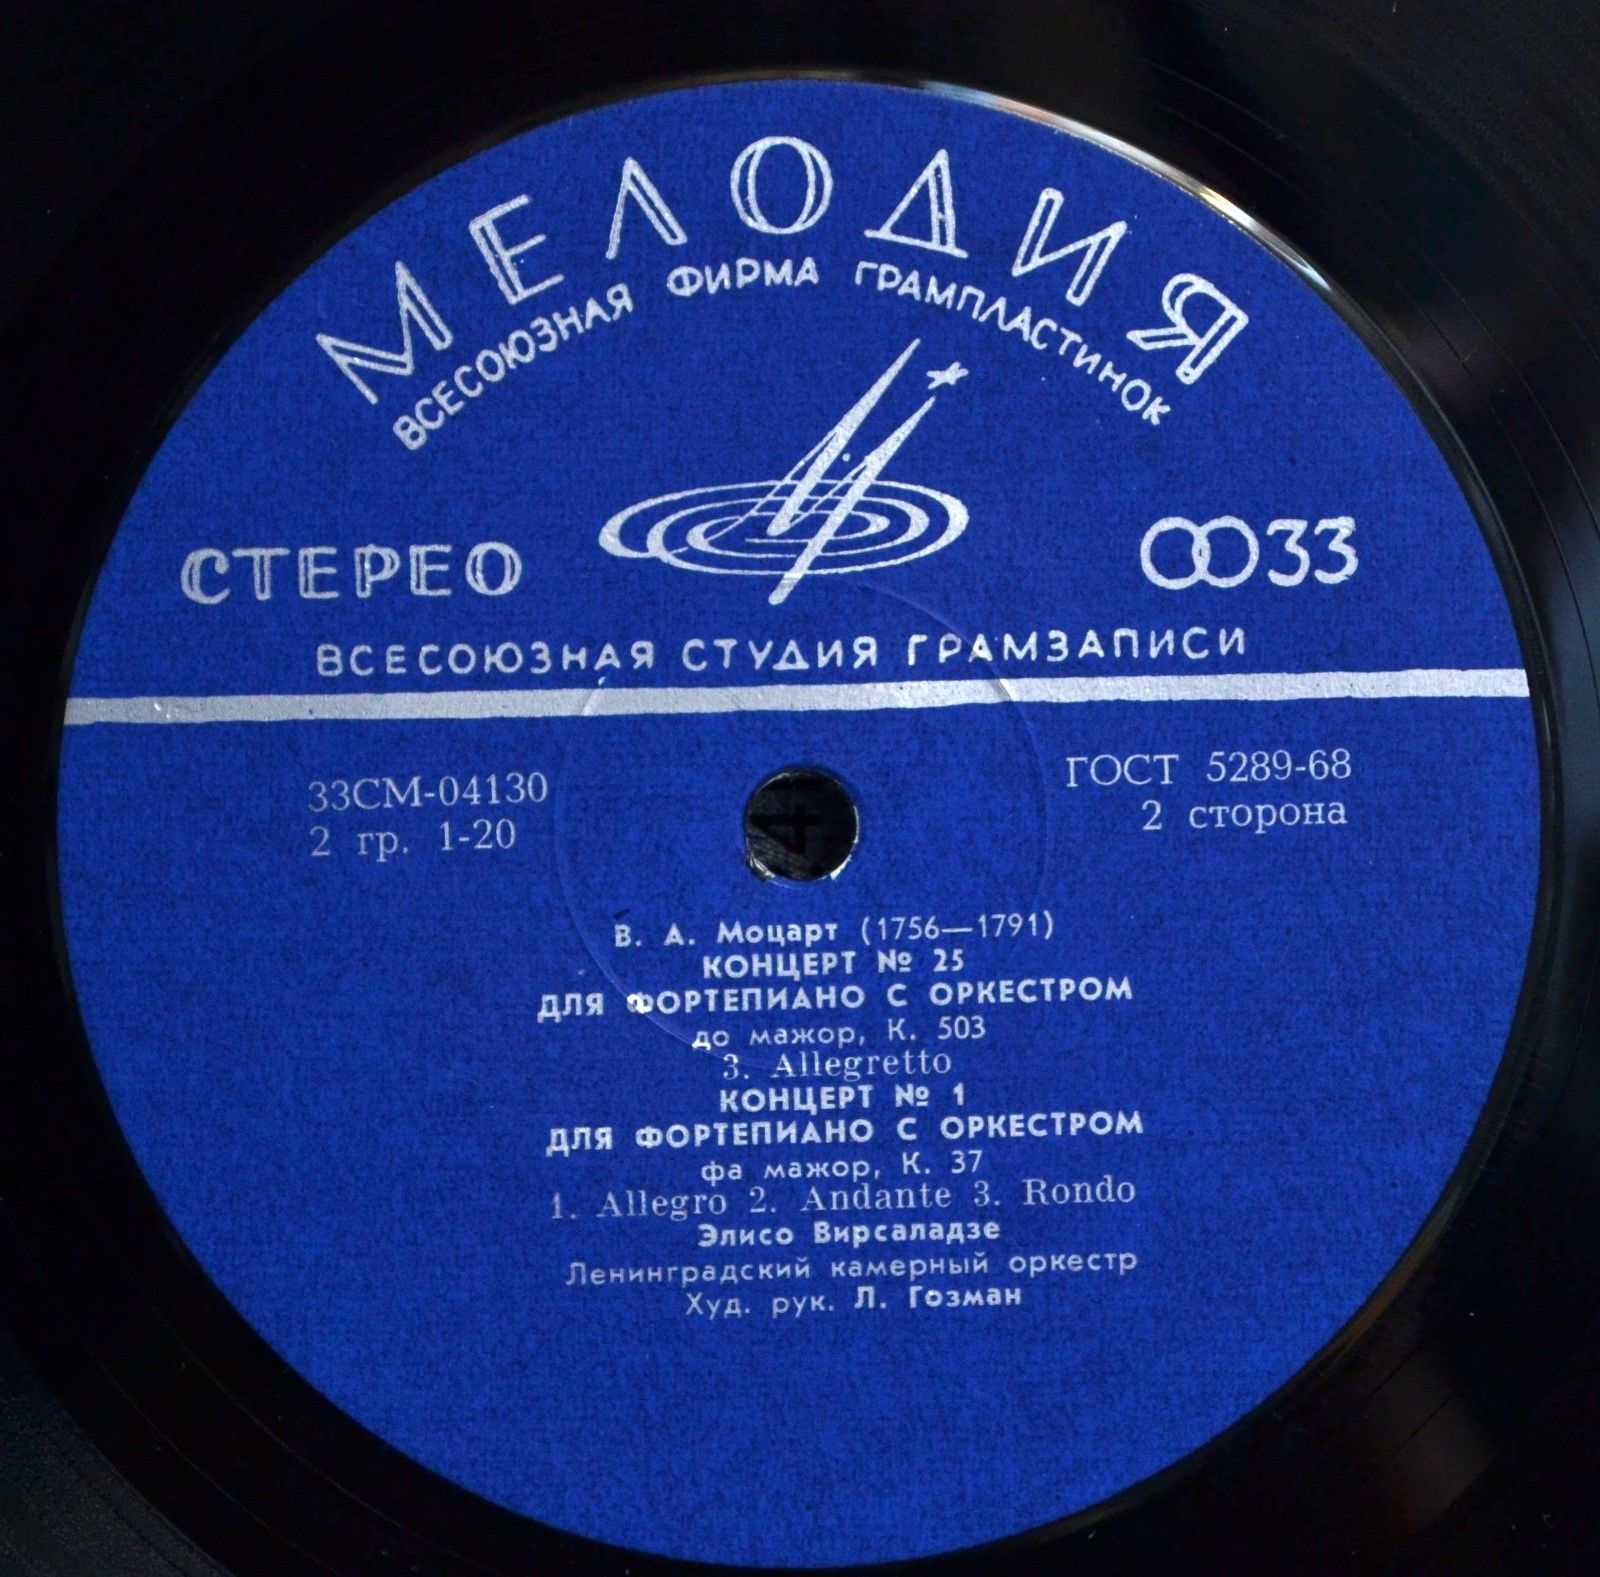 МЕЛОДИЯ
ВСЕСОЮЗНАЯ ФИРМА ГРАМПЛАСТИНОК
СТЕРЕО
33
ВСЕСОЮЗНАЯ СТУДИЯ ГРАМЗАПИСИ
33СМ-04130
ГОСТ 5289-68
2 гр. 1-20
2 сторона
В. А. Моцарт (1756—1791)
КОНЦЕРТ № 25
ДЛЯ ФОРТЕПИАНО С ОРКЕСТРОМ
до мажор, К. 503
3. Allegretto
КОНЦЕРТ № 1
ДЛЯ ФОРТЕПИАНО С ОРКЕСТРОМ
фа мажор, К. 37
1. Allegro 2. Andante 3. Rondo
Элисо Вирсаладзе
Ленинградский камерный оркестр
Худ. рук. Л. Гозман